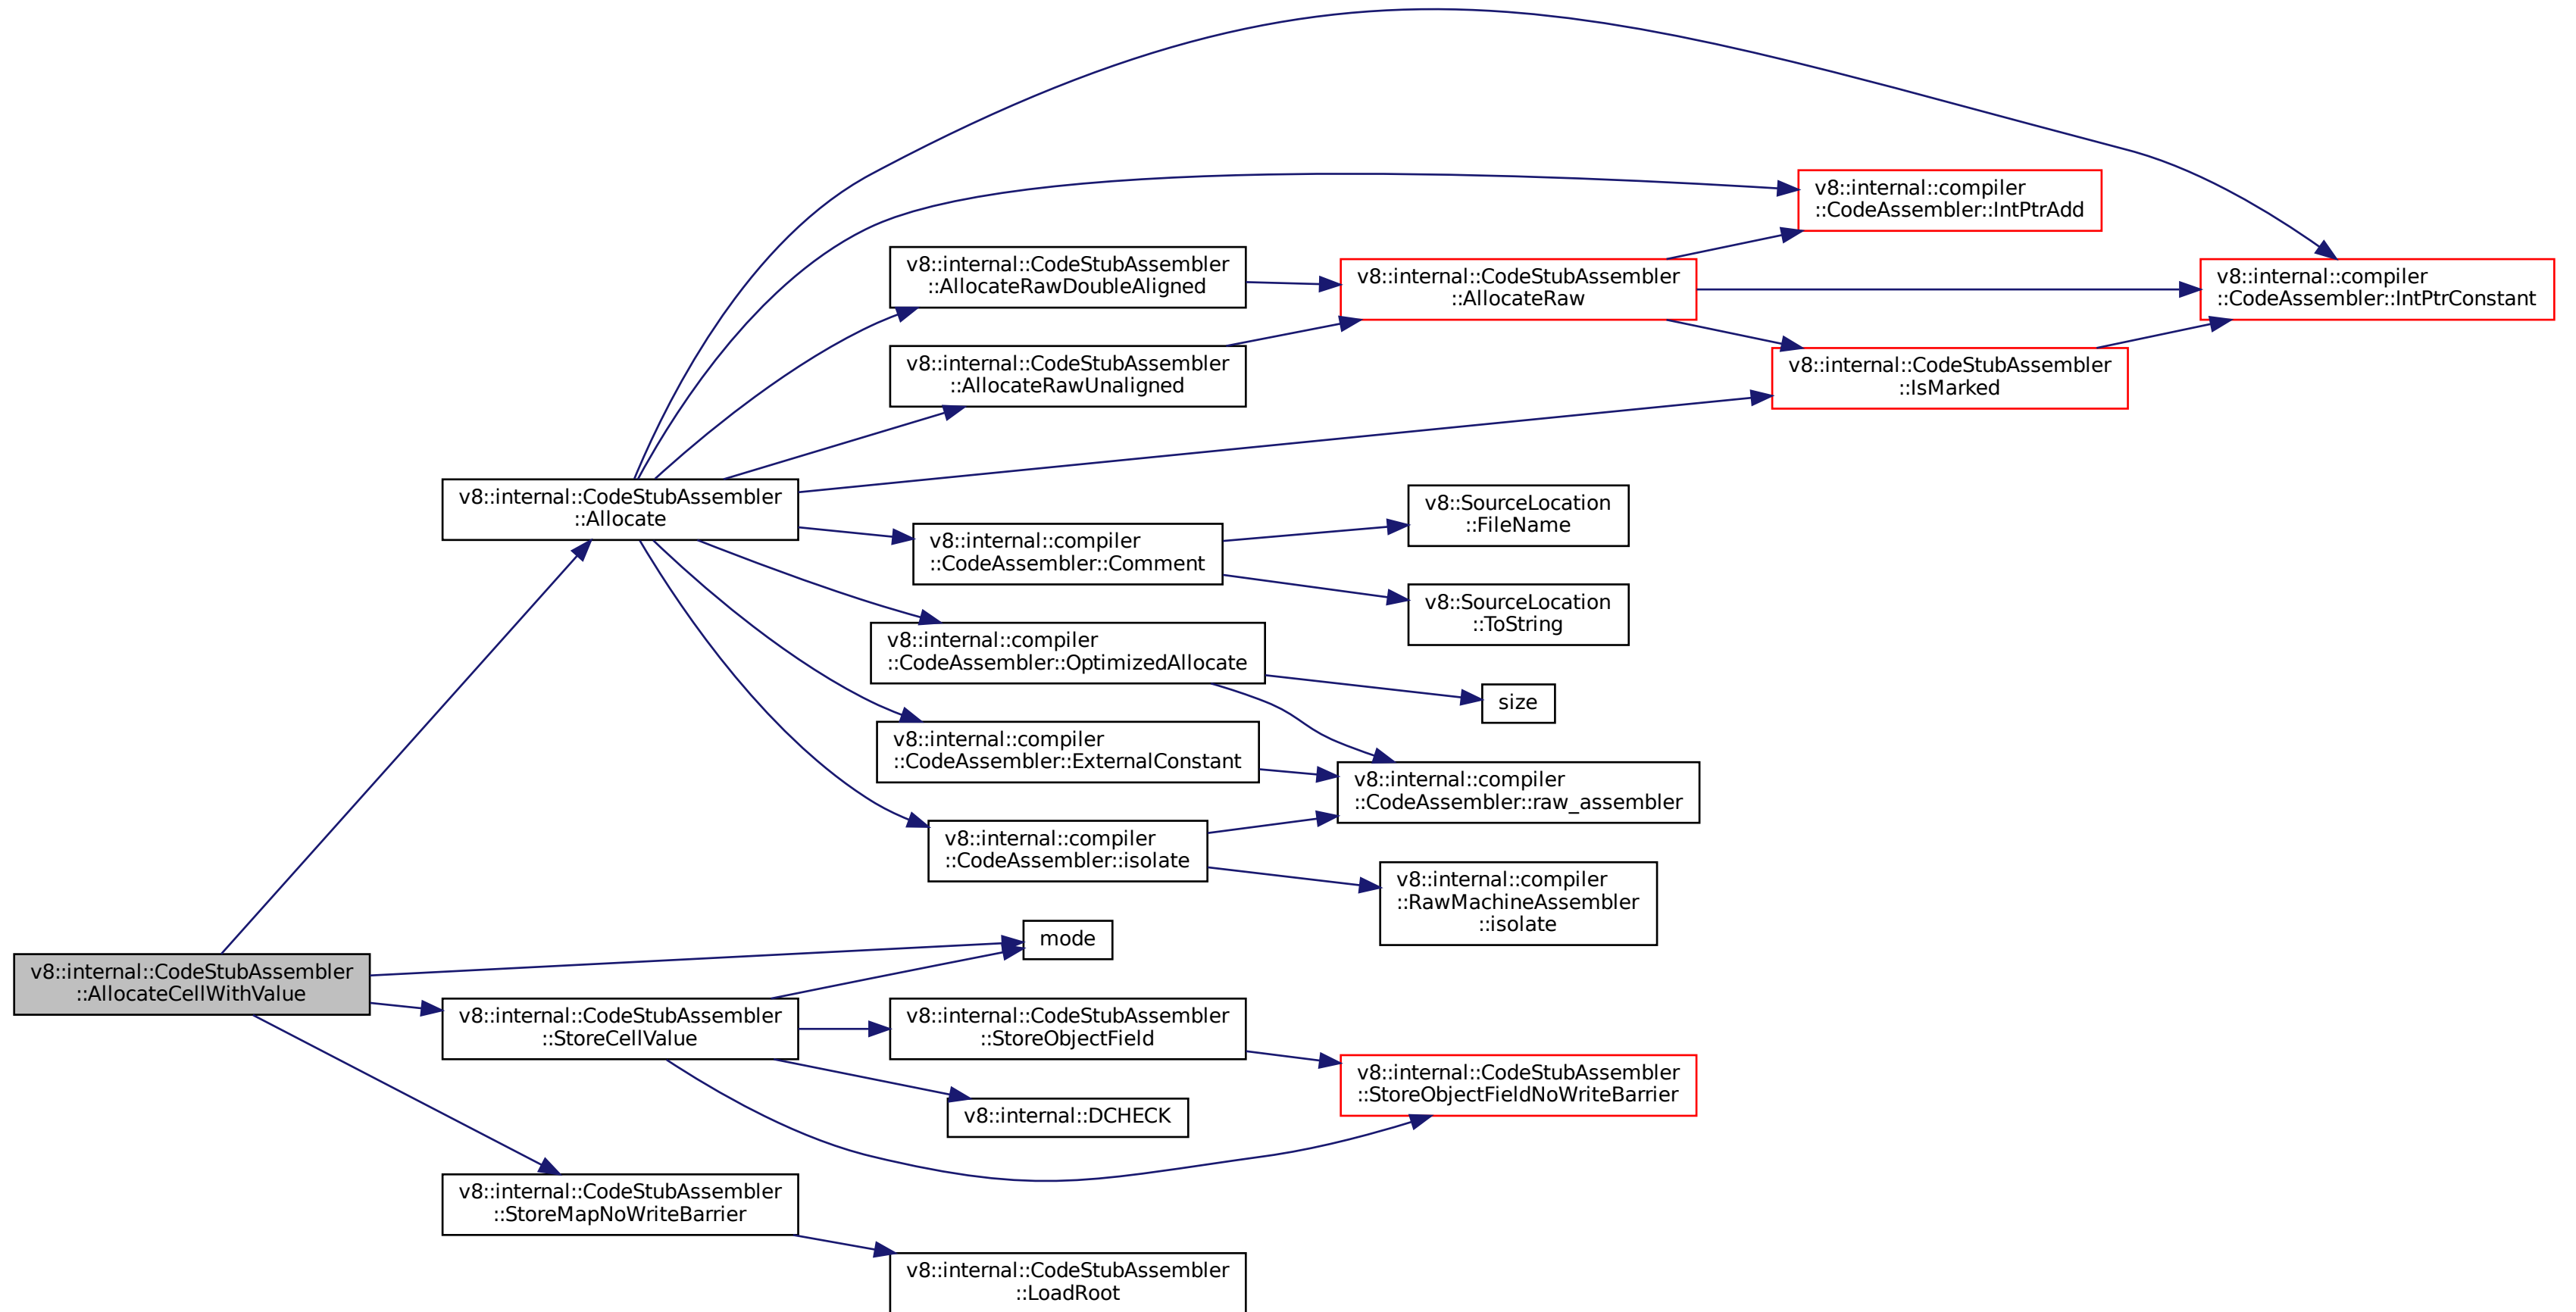 v8::internal::compiler
::CodeAssembler::IntPtrAdd
v8::internal::CodeStubAssembler
::AllocateRawDoubleAligned
v8::internal::CodeStubAssembler
::AllocateRaw
v8::internal::compiler
::CodeAssembler::IntPtrConstant
v8::internal::CodeStubAssembler
::AllocateRawUnaligned
v8::internal::CodeStubAssembler
::IsMarked
v8::internal::CodeStubAssembler
::Allocate
v8::SourceLocation
::FileName
v8::internal::compiler
::CodeAssembler::Comment
v8::SourceLocation
::ToString
v8::internal::compiler
::CodeAssembler::OptimizedAllocate
size
v8::internal::compiler
::CodeAssembler::ExternalConstant
v8::internal::compiler
::CodeAssembler::raw_assembler
v8::internal::compiler
::CodeAssembler::isolate
v8::internal::compiler
::RawMachineAssembler
::isolate
mode
v8::internal::CodeStubAssembler
::AllocateCellWithValue
v8::internal::CodeStubAssembler
::StoreCellValue
v8::internal::CodeStubAssembler
::StoreObjectField
v8::internal::CodeStubAssembler
::StoreObjectFieldNoWriteBarrier
v8::internal::DCHECK
v8::internal::CodeStubAssembler
::StoreMapNoWriteBarrier
v8::internal::CodeStubAssembler
::LoadRoot